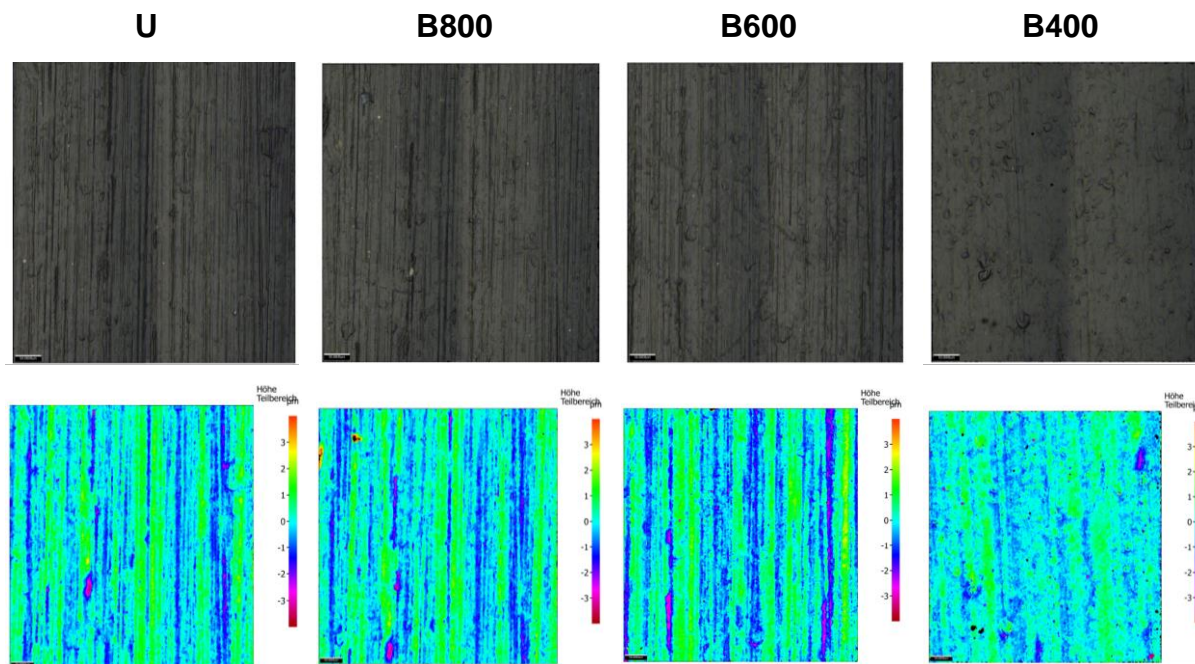 U B800 B600 B400
Höhe Teilbereich µm Höhe Teilbereich µm Höhe Teilbereich µm Höhe Teilbereich
3 3 3 3
2 2 2 2
1 1 1 1
0 0 0 0
-1 -1 -1 -1
-2 -2 -2 -2
-3 -3 -3 -3